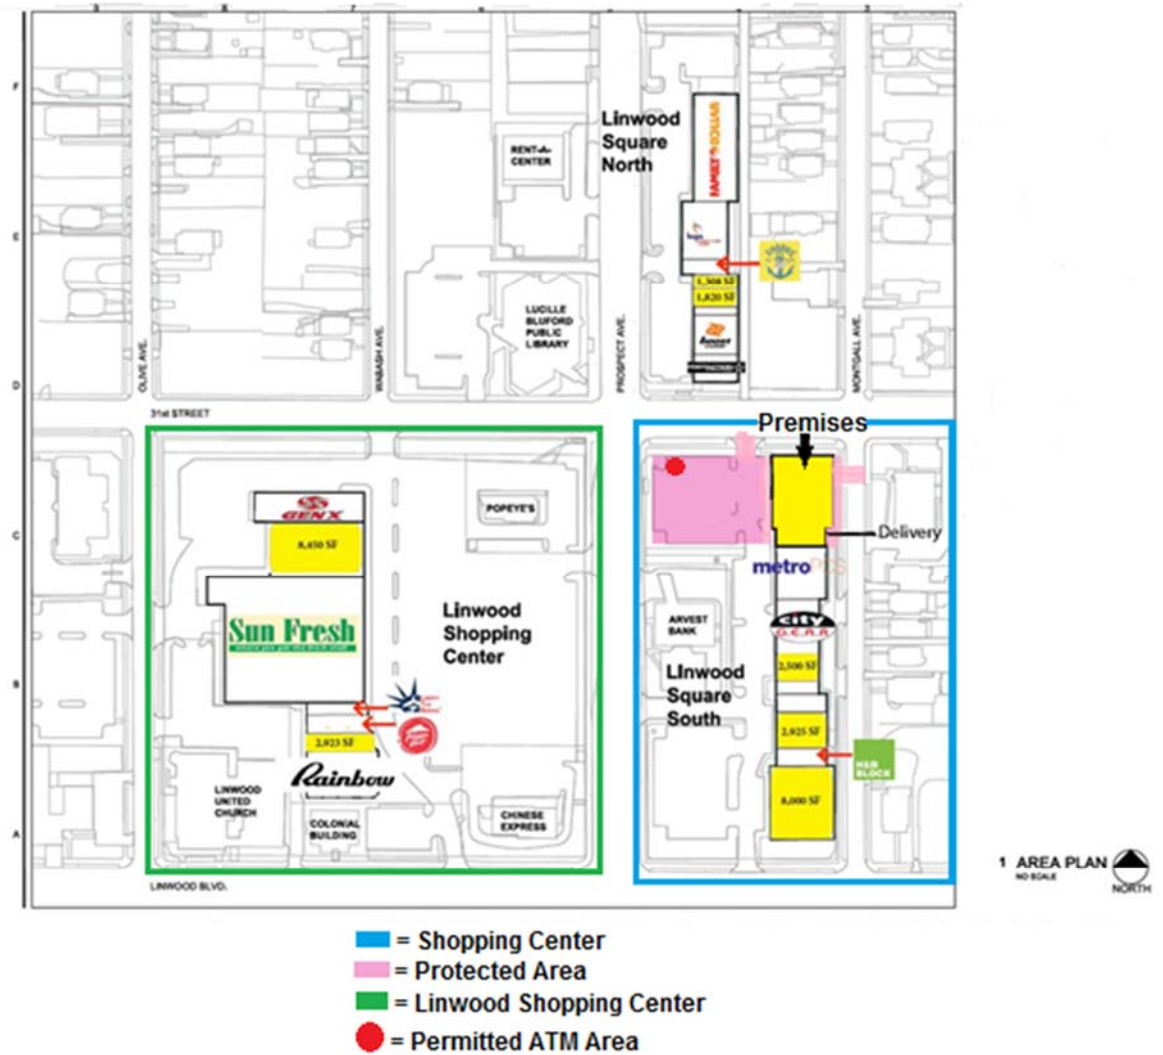 Linwood
Square
North
FAMILY DOLLAR
RENT-A-
CENTER
1,820 SF
boost
LUCILLE
BLUFORD
PUBLIC
LIBRARY
OLIVE AVE.
WABASH AVE.
PROSPECT AVE.
MONTGALL AVE.
F
E
D
C
B
A
31st STREET
Premises
GENX
8,450 SF
POPEYE'S
Delivery
metroPCS
Sun Fresh
Linwood
Shopping
Center
ARVEST
BANK
city
G.E.A.R
2,500 SF
Linwood
Square
South
2,925 SF
2,923 SF
H&R
BLOCK
Rainbow
LINWOOD
UNITED
CHURCH
COLONIAL
BUILDING
CHINESE
EXPRESS
8,000 SF
LINWOOD BLVD.
1 AREA PLAN
NO SCALE
NORTH
= Shopping Center
= Protected Area
= Linwood Shopping Center
= Permitted ATM Area